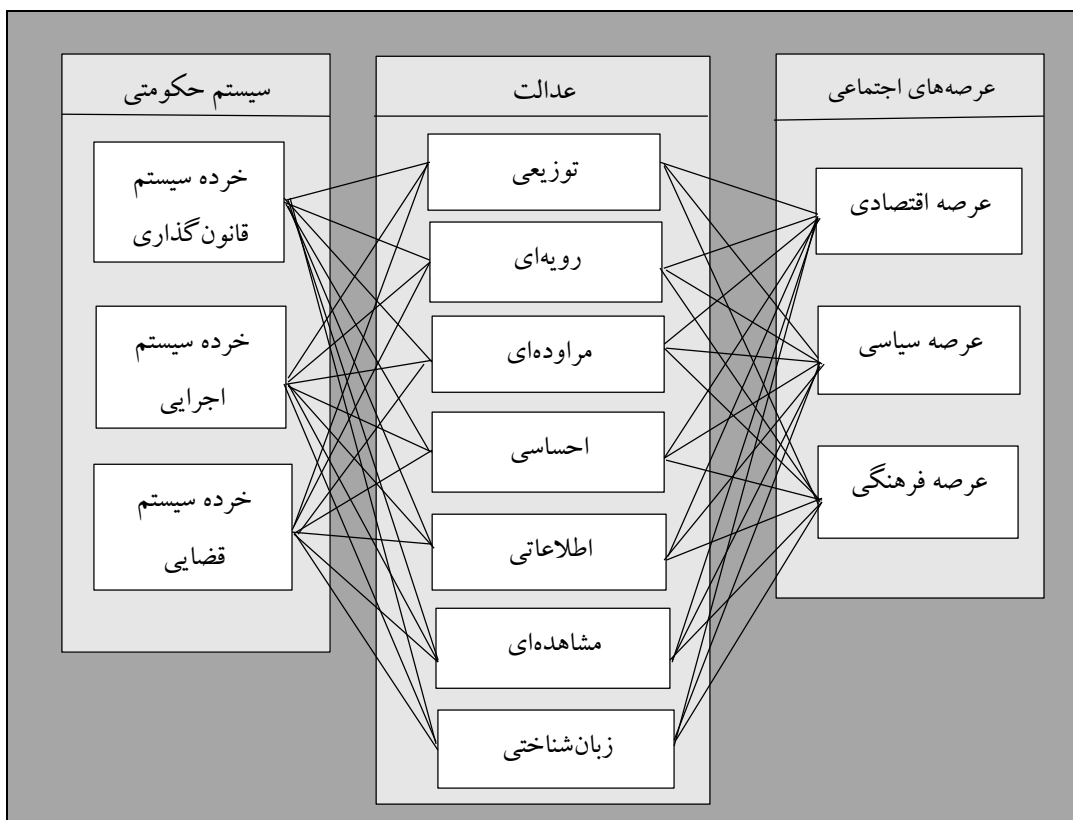 عرصه‌های اجتماعی
عرصه اقتصادی
عرصه سیاسی
عرصه فرهنگی
عدالت
توزیعی
رویه‌ای
مراوده‌ای
احساسی
اطلاعاتی
مشاهده‌ای
زبان‌شناختی
سیستم حکومتی
خرده سیستم
قانون‌گذاری
خرده سیستم
اجرایی
خرده سیستم
قضایی